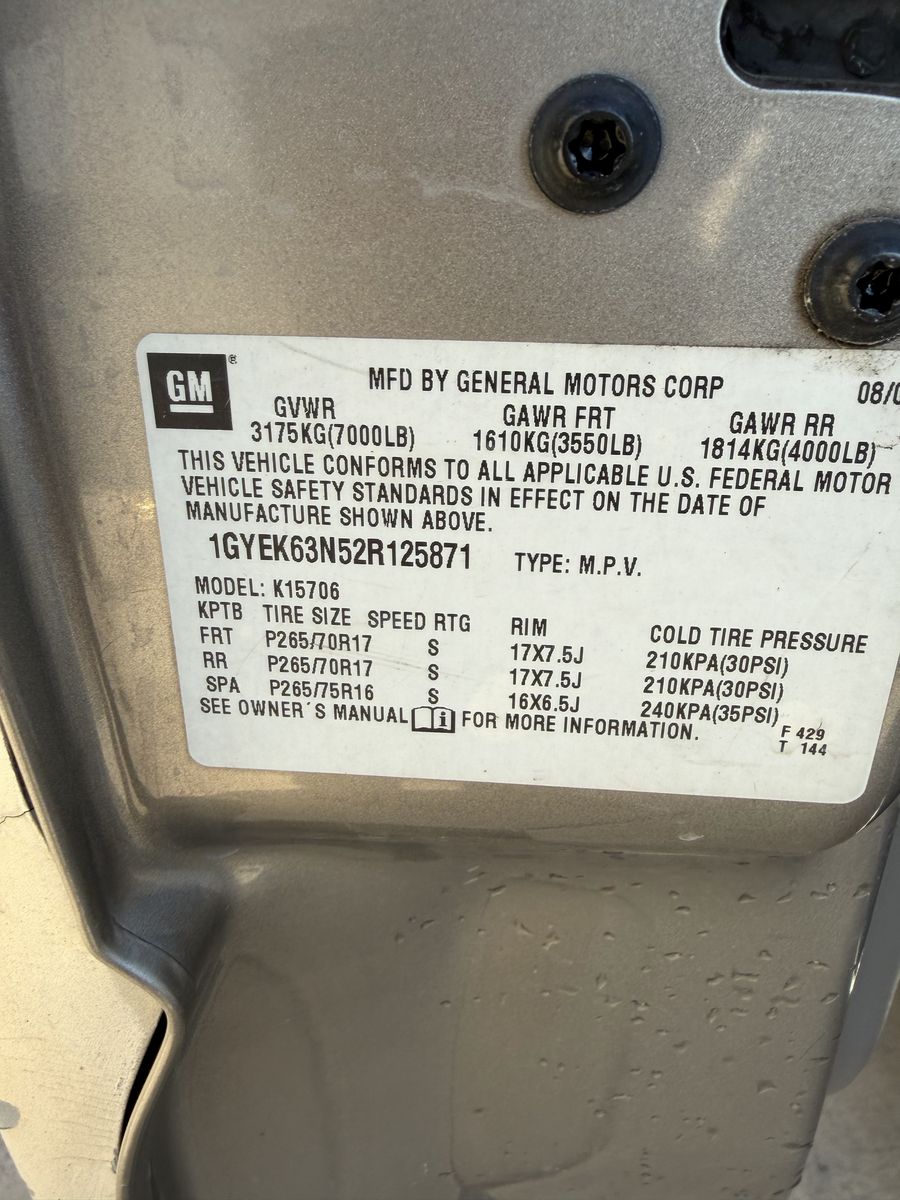 GM ®
MFD BY GENERAL MOTORS CORP 08/0
GVWR GAWR FRT GAWR RR
3175KG(7000LB) 1610KG(3550LB) 1814KG(4000LB)
THIS VEHICLE CONFORMS TO ALL APPLICABLE U.S. FEDERAL MOTOR
VEHICLE SAFETY STANDARDS IN EFFECT ON THE DATE OF
MANUFACTURE SHOWN ABOVE.
1GYEK63N52R125871 TYPE: M.P.V.
MODEL: K15706
KPTB TIRE SIZE SPEED RTG RIM COLD TIRE PRESSURE
FRT P265/70R17 S 17X7.5J 210KPA(30PSI)
RR P265/70R17 S 17X7.5J 210KPA(30PSI)
SPA P265/75R16 S 16X6.5J 240KPA(35PSI)
SEE OWNER´S MANUAL FOR MORE INFORMATION.
F 429
T 144